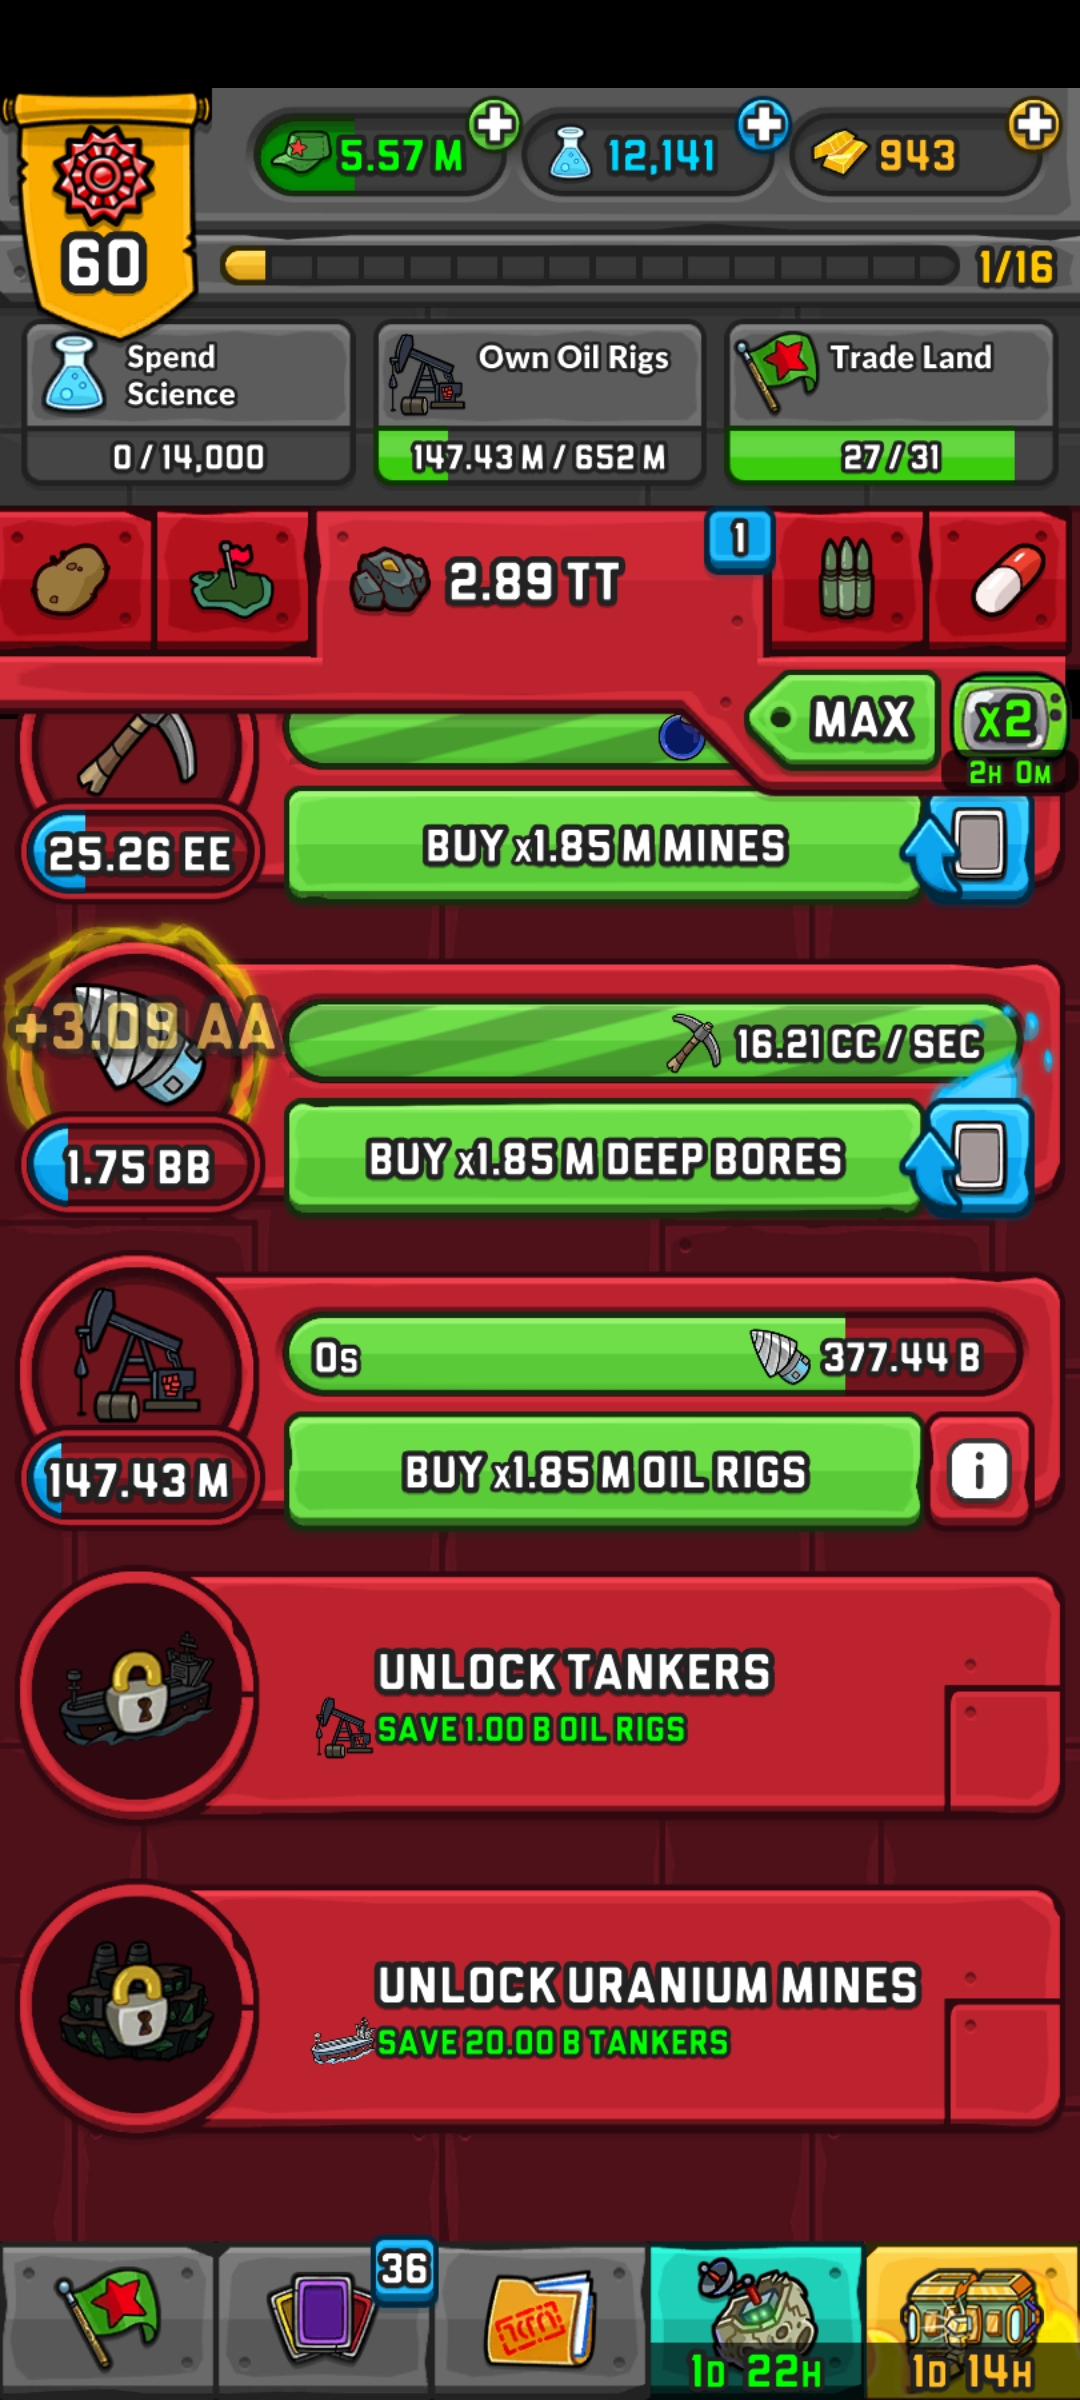 60
5.57 M
12,141
943
1/16
Spend
Science
0/14,000
Own Oil Rigs
147.43 M/652 M
Trade Land
27/31
2.89 TT
1
MAX
x2
2H 0M
25.26 EE
BUY x1.85 M MINES
+3.09 AA
16.21 CC / SEC
1.75 BB
BUY x1.85 M DEEP BORES
0s
377.44 B
147.43 M
BUY x1.85 M OIL RIGS
i
UNLOCK TANKERS
SAVE 1.00 B OIL RIGS
UNLOCK URANIUM MINES
SAVE 20.00 B TANKERS
36
1D 22H
1D 14H